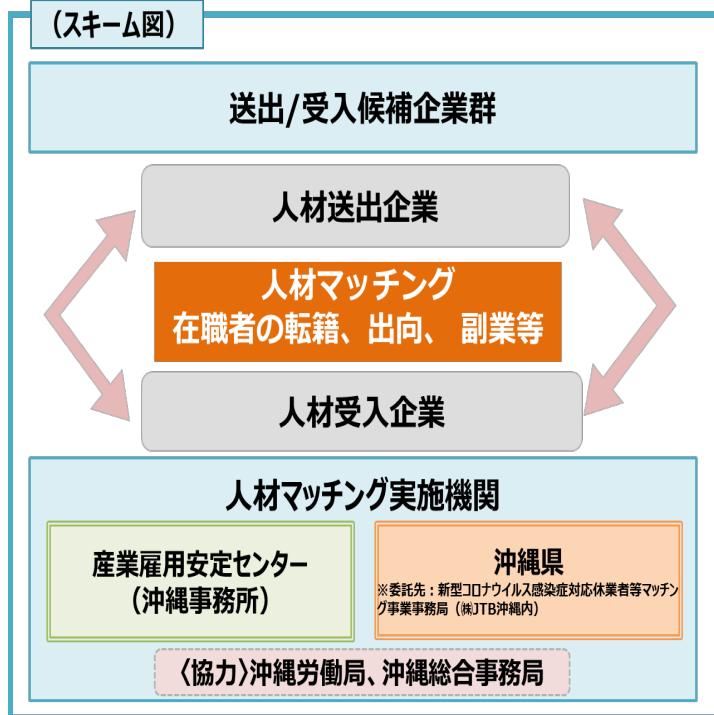 （スキーム図）
送出/受入候補企業群
人材送出企業
人材マッチング
在職者の転籍、出向、 副業等
人材受入企業
人材マッチング実施機関
産業雇用安定センター
（沖縄事務所）
沖縄県
※委託先：新型コロナウイルス感染症対応休業者等マッチン
グ事業事務局（㈱JTB沖縄内）
〈協力〉沖縄労働局、沖縄総合事務局